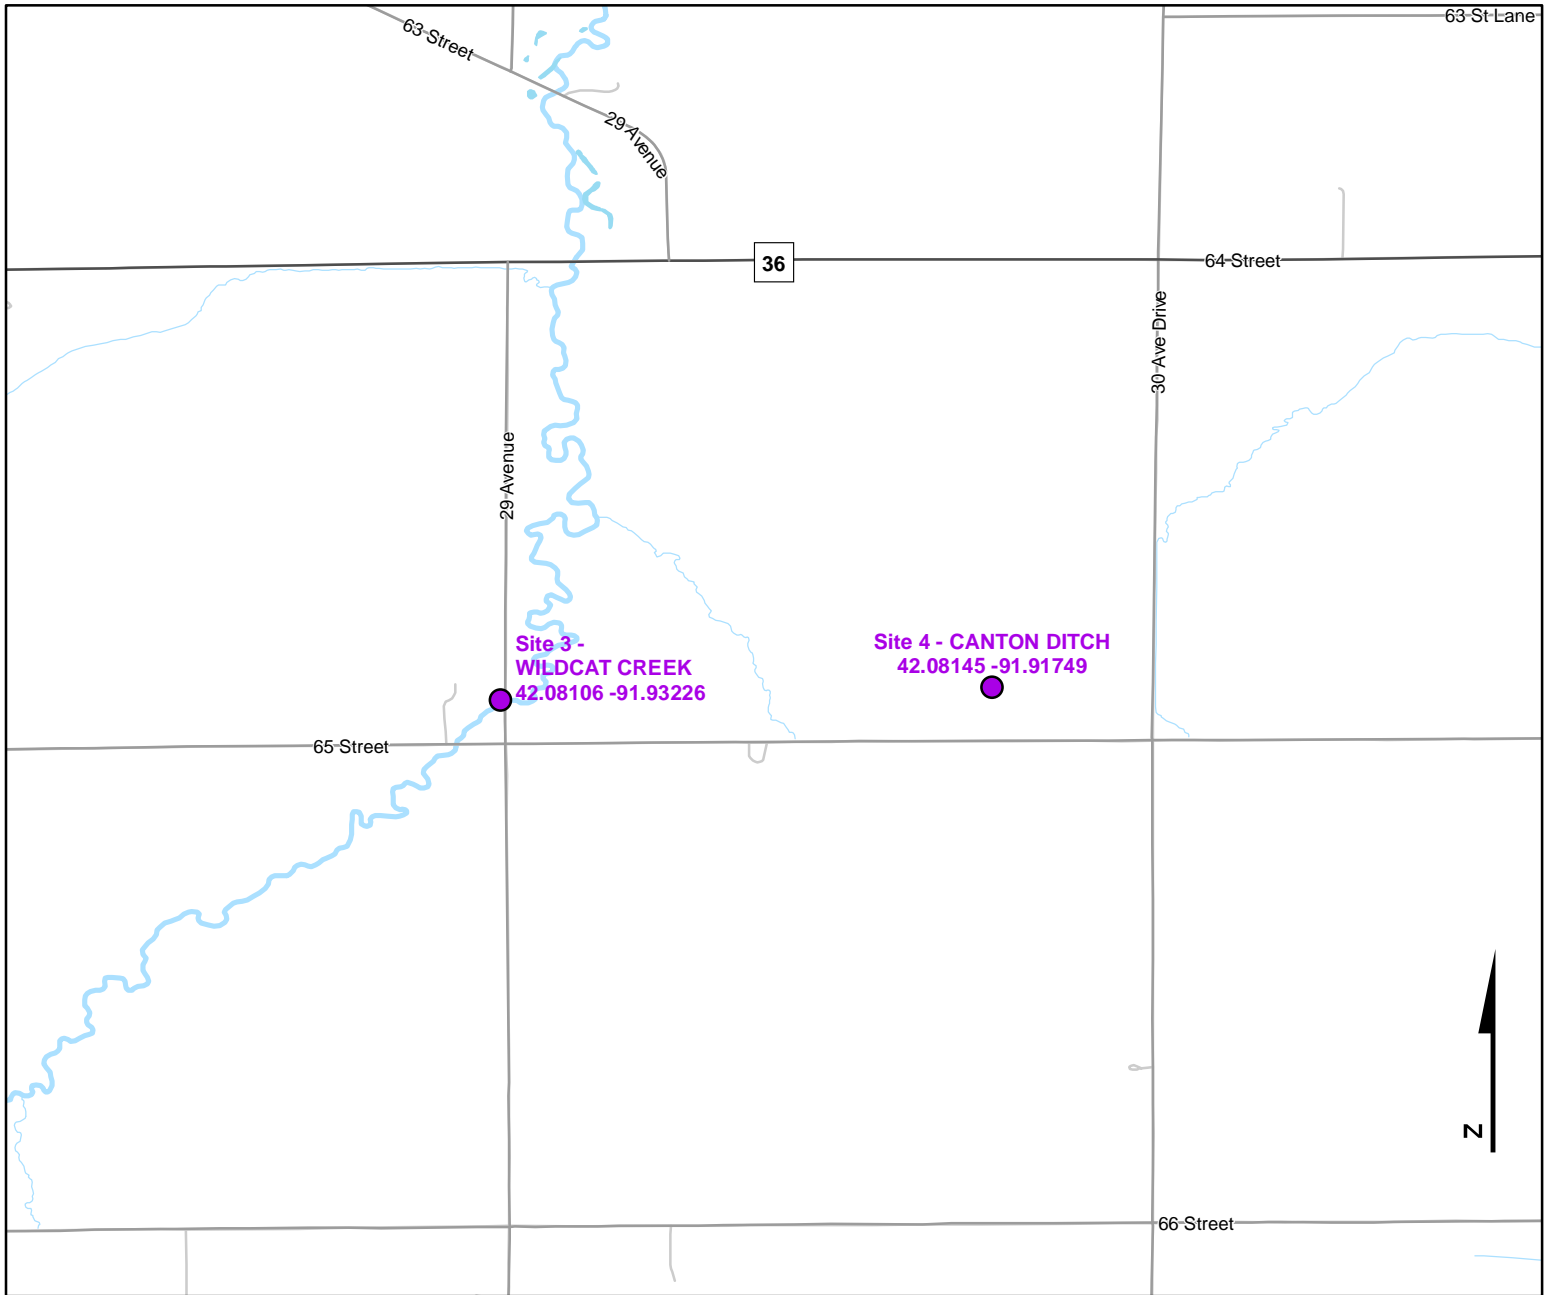 63 St Lane
63 Street
29 Avenue
36
64 Street
30 Ave Drive
29 Avenue
Site 3 -
WILDCAT CREEK
42.08106 -91.93226
Site 4 - CANTON DITCH
42.08145 -91.91749
65 Street
N
66 Street